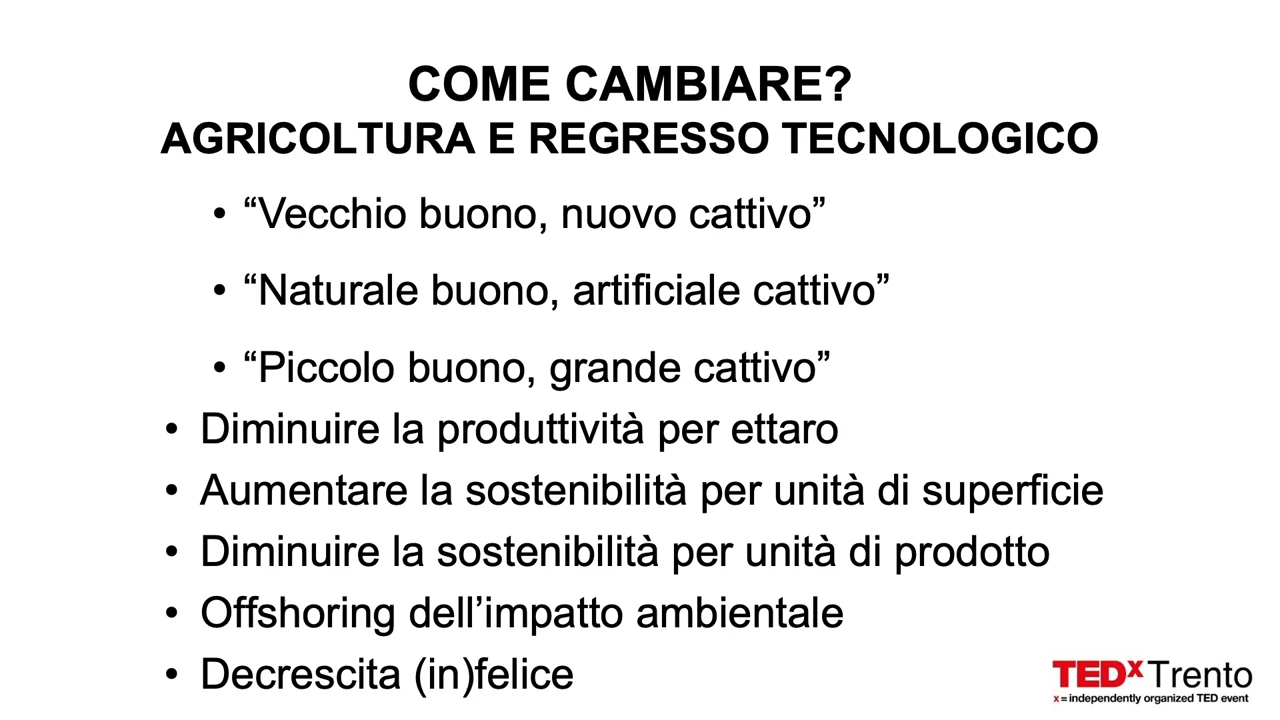 COME CAMBIARE?
AGRICOLTURA E REGRESSO TECNOLOGICO
• “Vecchio buono, nuovo cattivo”
• “Naturale buono, artificiale cattivo”
• “Piccolo buono, grande cattivo”
• Diminuire la produttività per ettaro
• Aumentare la sostenibilità per unità di superficie
• Diminuire la sostenibilità per unità di prodotto
• Offshoring dell’impatto ambientale
• Decrescita (in)felice
TEDx Trento
x = independently organized TED event